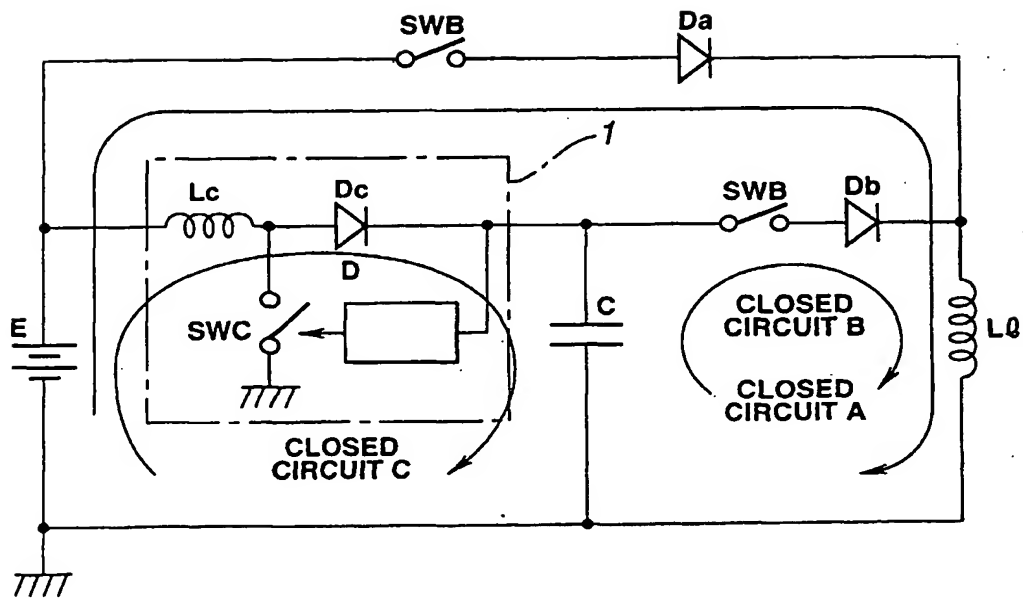 SWB
Da
1
Lc
Dc
SWB
Db
D
E
SWC
C
CLOSED
CIRCUIT B
Lℓ
CLOSED
CIRCUIT A
CLOSED
CIRCUIT C